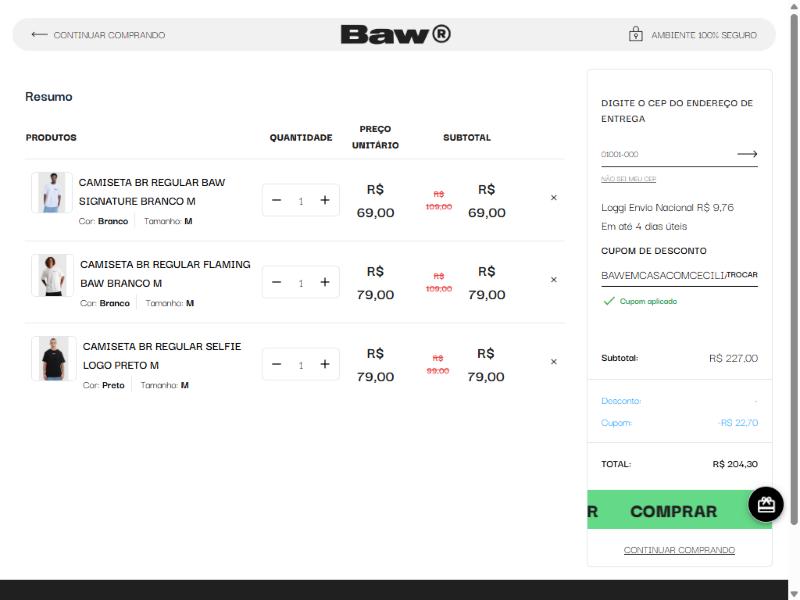 CONTINUAR COMPRANDO
Baw®
AMBIENTE 100% SEGURO
Resumo
PRODUTOS
QUANTIDADE
PREÇO UNITÁRIO
SUBTOTAL
CAMISETA BR REGULAR BAW
SIGNATURE BRANCO M
Cor: Branco Tamanho: M
1
R$ 69,00
R$ 109,00
R$ 69,00
×
CAMISETA BR REGULAR FLAMING
BAW BRANCO M
Cor: Branco Tamanho: M
1
R$ 79,00
R$ 109,00
R$ 79,00
×
CAMISETA BR REGULAR SELFIE
LOGO PRETO M
Cor: Preto Tamanho: M
1
R$ 79,00
R$ 99,00
R$ 79,00
×
DIGITE O CEP DO ENDEREÇO DE
ENTREGA
01001-000
NÃO SEI MEU CEP
Loggi Envio Nacional R$ 9,76
Em até 4 dias úteis
CUPOM DE DESCONTO
BAWEMCASACOMCECILI
TROCAR
Cupom aplicado
Subtotal: R$ 227,00
Desconto: -
Cupom: -R$ 22,70
TOTAL: R$ 204,30
R COMPRAR
CONTINUAR COMPRANDO